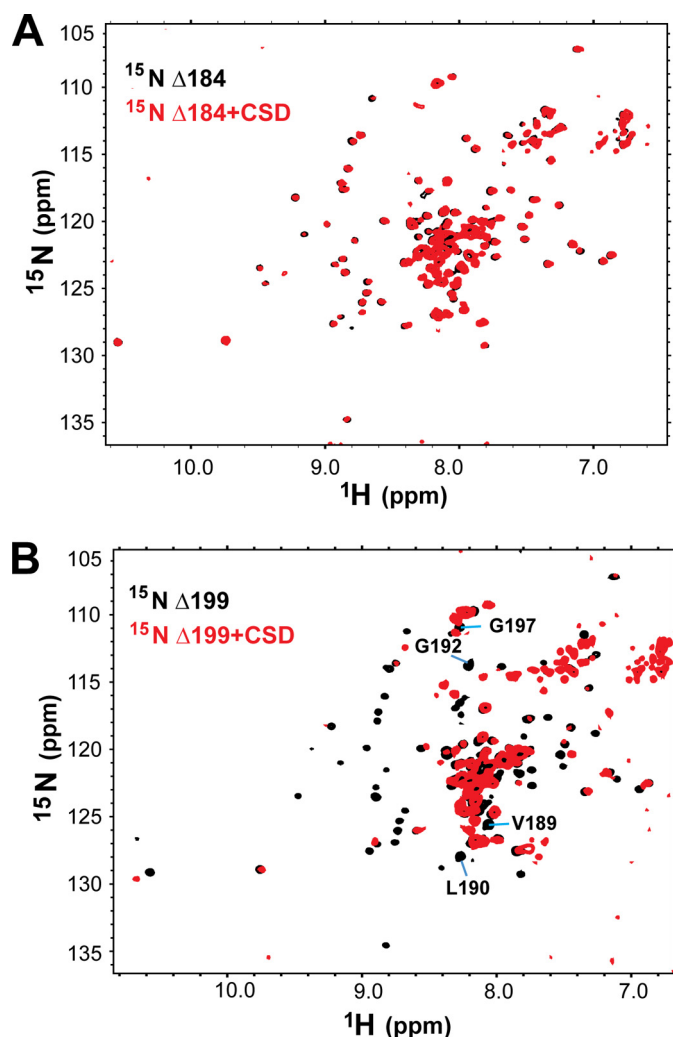 A
¹⁵N Δ184
¹⁵N Δ184+CSD
105
110
115
120
125
130
135
¹⁵N (ppm)
10.0 9.0 8.0 7.0
¹H (ppm)
B
¹⁵N Δ199
¹⁵N Δ199+CSD
G197
G192
V189
L190
105
110
115
120
125
130
135
¹⁵N (ppm)
10.0 9.0 8.0 7.0
¹H (ppm)